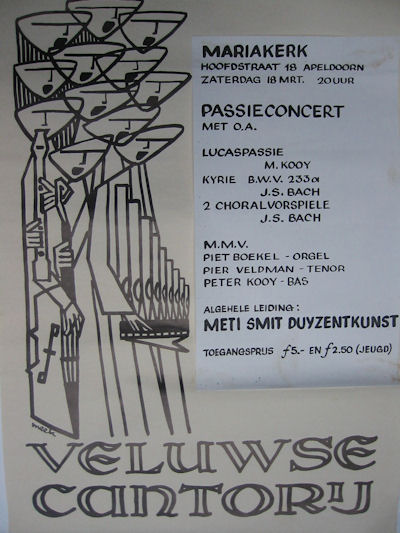 MARIAKERK
HOOFDSTRAAT 18 APELDOORN
ZATERDAG 18 MRT. 20 UUR
PASSIECONCERT
MET O.A.
LUCASPASSIE
M. KOOY
KYRIE B.W.V. 233a
J.S. BACH
2 CHORALVORSPIELE
J.S. BACH
M.M.V.
PIET BOEKEL - ORGEL
PIER VELDMAN - TENOR
PETER KOOY - BAS
ALGEHELE LEIDING:
METI SMIT DUYZENTKUNST
TOEGANGSPRIJS f5.- EN f2.50 (JEUGD)
VELUWSE
CANTORIJ